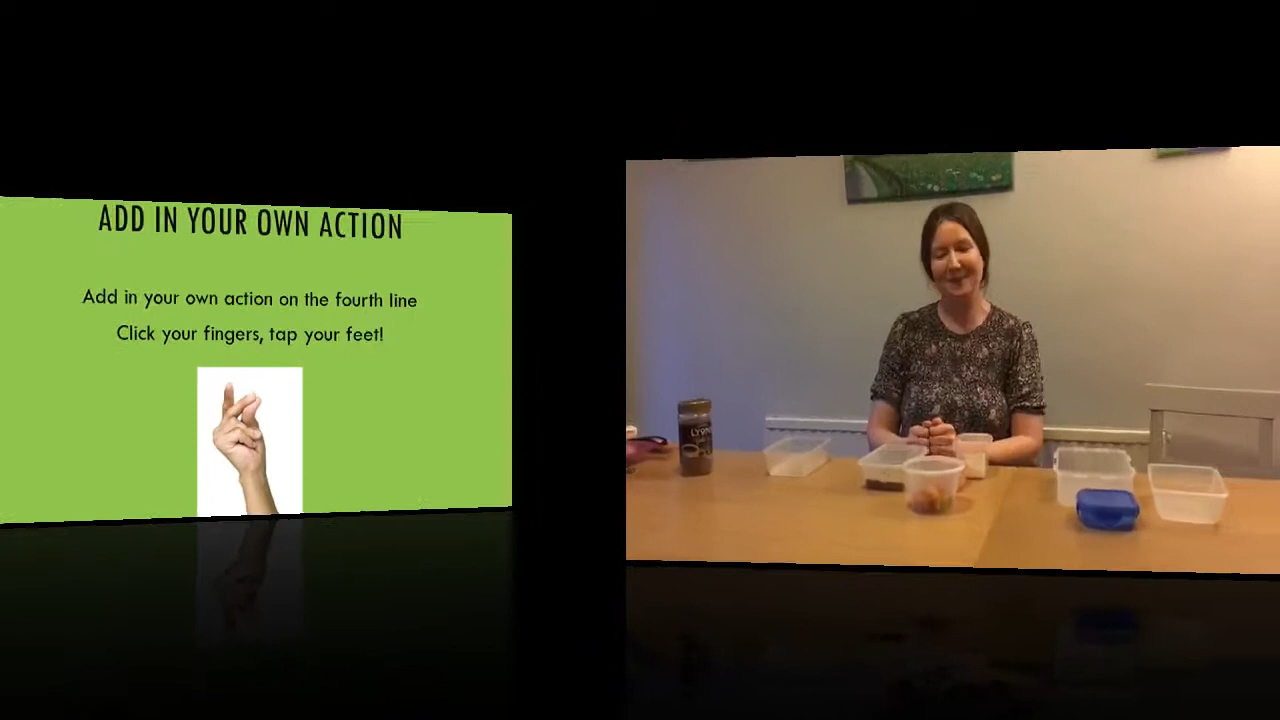 ADD IN YOUR OWN ACTION
Add in your own action on the fourth line
Click your fingers, tap your feet!